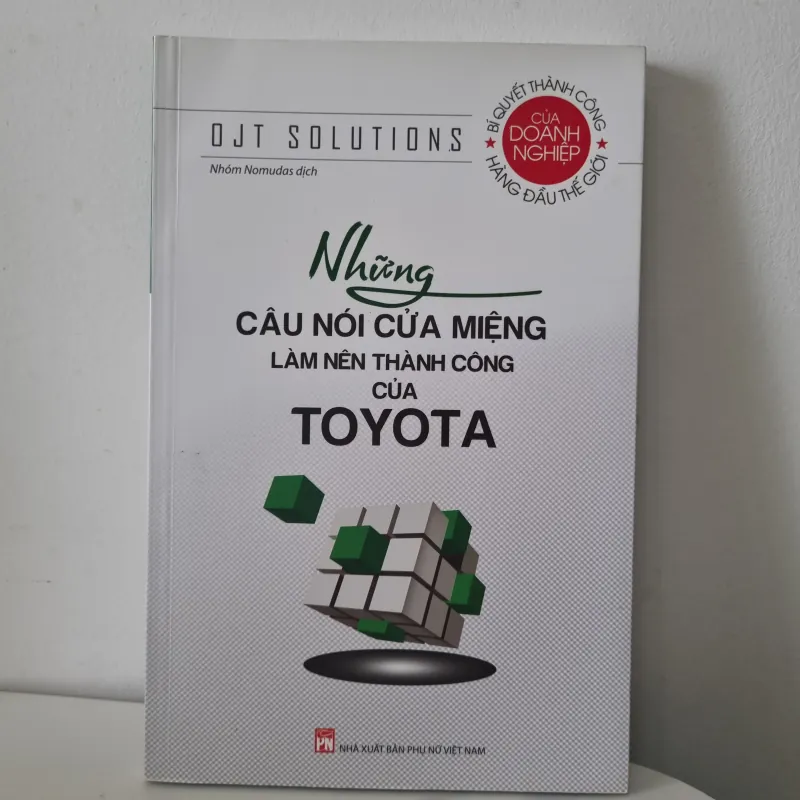 OJT SOLUTIONS
Nhóm Nomudas dịch
BÍ QUYẾT THÀNH CÔNG
CỦA
DOANH
NGHIỆP
HÀNG ĐẦU THẾ GIỚI
Những
CÂU NÓI CỬA MIỆNG
LÀM NÊN THÀNH CÔNG
CỦA
TOYOTA
PN
NHÀ XUẤT BẢN PHỤ NỮ VIỆT NAM